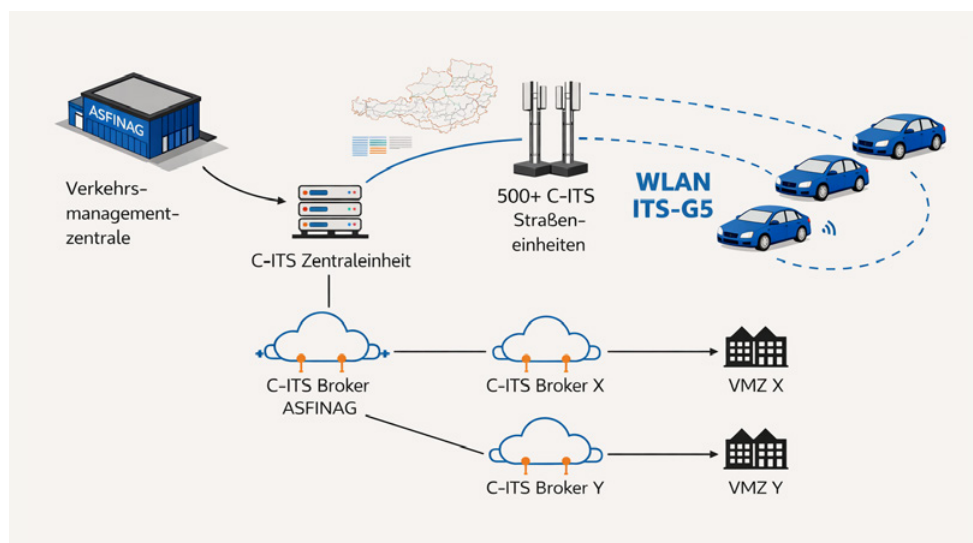 ASFINAG
Verkehrs-
management-
zentrale
C-ITS Zentraleinheit
500+ C-ITS
Straßen-
einheiten
WLAN
ITS-G5
C-ITS Broker
ASFINAG
C-ITS Broker X
VMZ X
C-ITS Broker Y
VMZ Y